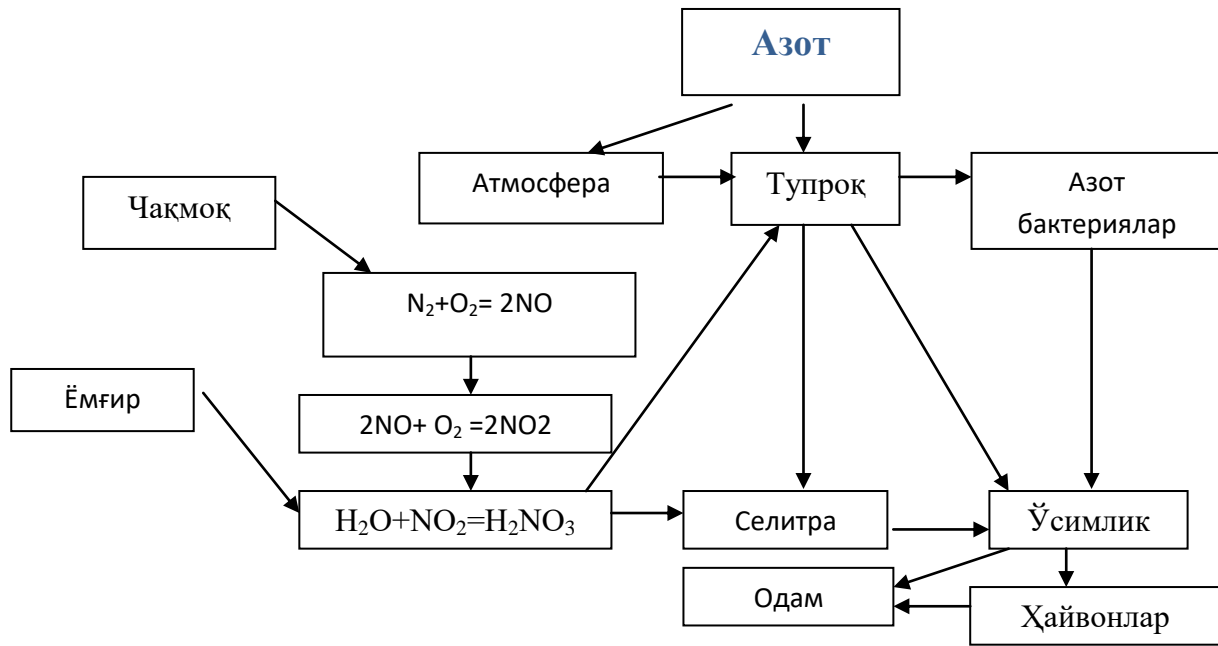 Азот
Атмосфера
Тупроқ
Азот
бактериялар
Чақмоқ
N₂+O₂= 2NO
Ёмғир
2NO+ O₂ =2NO2
H₂O+NO₂=H₂NO₃
Селитра
Ўсимлик
Одам
Ҳайвонлар